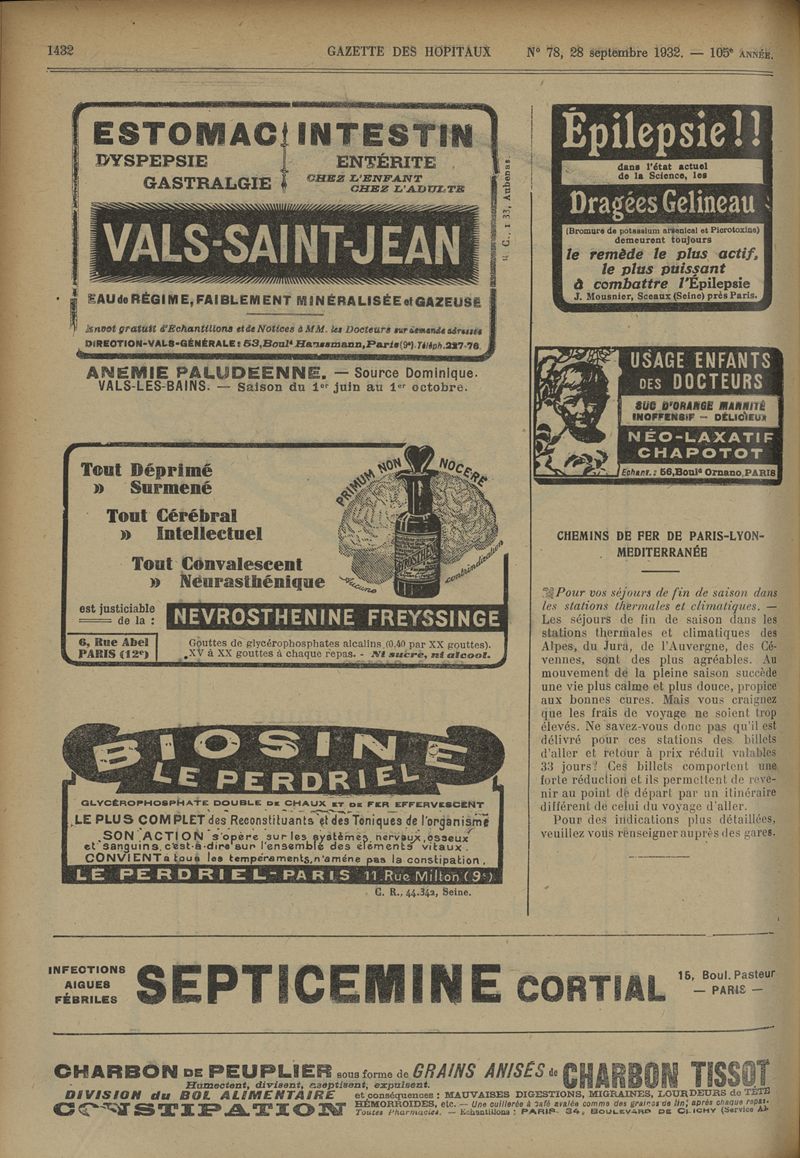 1432
GAZETTE DES HOPITAUX
N° 78, 28 septembre 1932. — 105e ANNÉE.
ESTOMAC INTESTIN
DYSPEPSIE
GASTRALGIE
ENTÉRITE
CHEZ L'ENFANT
CHEZ L'ADULTE
VALS-SAINT-JEAN
EAU de RÉGIME, FAIBLEMENT MINÉRALISÉE et GAZEUSE
Envoi gratuit d'Echantillons et de Notices à MM. les Docteurs sur demande adressée
DIRECTION-VALS-GÉNÉRALE: 53, Boul^d Haussmann, Paris (9e). Téléph. 227-76.
33, Aubenas.
ANEMIE PALUDEENNE. — Source Dominique.
VALS-LES-BAINS. — Saison du 1er juin au 1er octobre.
Tout Déprimé
» Surmené
Tout Cérébral
» Intellectuel
Tout Convalescent
» Neurasthénique
PRIMUM NON NOCERE
Aucune contrindication
est justiciable
de la :
NEVROSTHENINE FREYSSINGE
6, Rue Abel
PARIS (12e)
Gouttes de glycérophosphates alcalins (0,40 par XX gouttes).
XV à XX gouttes à chaque repas. - Ni sucre, ni alcool.
BIOSINE
LE PERDRIEL
GLYCÉROPHOSPHATE DOUBLE DE CHAUX ET DE FER EFFERVESCENT
LE PLUS COMPLET des Reconstituants et des Toniques de l'organisme
SON ACTION s'opère sur les systèmes nerveux, osseux
et sanguins, c'est-à-dire sur l'ensemble des éléments vitaux.
CONVIENT a tous les tempéraments, n'amène pas la constipation.
LE PERDRIEL - PARIS 11. Rue Milton (9e).
C. R., 44.342, Seine.
Épilepsie!!
dans l'état actuel
de la Science, les
Dragées Gelineau
(Bromure de potassium arsenical et Picrotoxine)
demeurent toujours
le remède le plus actif,
le plus puissant
à combattre l'Épilepsie
J. Mousnier, Sceaux (Seine) près Paris.
USAGE ENFANTS
DES DOCTEURS
SUC D'ORANGE MANNITÉ
INOFFENSIF — DÉLICIEUX
NÉO-LAXATIF
CHAPOTOT
Echant.: 56, Boul^d Ornano, PARIS
CHEMINS DE FER DE PARIS-LYON-
MEDITERRANÉE
Pour vos séjours de fin de saison dans
les stations thermales et climatiques. —
Les séjours de fin de saison dans les
stations thermales et climatiques des
Alpes, du Jura, de l'Auvergne, des Cé-
vennes, sont des plus agréables. Au
mouvement de la pleine saison succède
une vie plus calme et plus douce, propice
aux bonnes cures. Mais vous craignez
que les frais de voyage ne soient trop
élevés. Ne savez-vous donc pas qu'il est
délivré pour ces stations des billets
d'aller et retour à prix réduit valables
33 jours? Ces billets comportent une
forte réduction et ils permettent de reve-
nir au point de départ par un itinéraire
différent de celui du voyage d'aller.
Pour des indications plus détaillées,
veuillez vous renseigner auprès des gares.
INFECTIONS
AIGUES
FÉBRILES
SEPTICEMINE CORTIAL
15, Boul. Pasteur
— PARIS —
CHARBON DE PEUPLIER sous forme de GRAINS ANISÉS de CHARBON TISSOT
Humectent, divisent, aseptisent, expulsent.
DIVISION du BOL ALIMENTAIRE
CONSTIPATION
et conséquences : MAUVAISES DIGESTIONS, MIGRAINES, LOURDEURS de TÊTE
HÉMORROIDES, etc. — Une cuillerée à café avalée comme des graines de lin, après chaque repas.
Toutes Pharmacies. — Echantillons : PARIS, 34, BOULEVARD DE CLICHY (Service A)